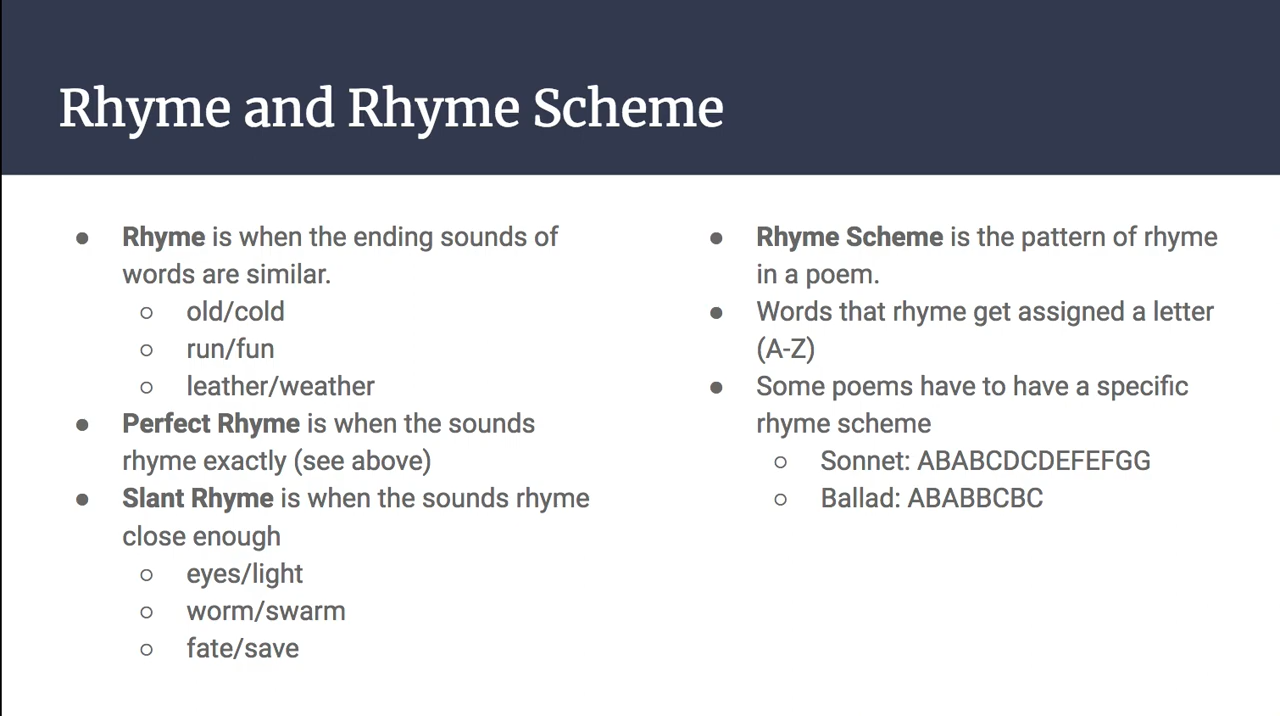 Rhyme and Rhyme Scheme
● Rhyme is when the ending sounds of
words are similar.
○ old/cold
○ run/fun
○ leather/weather
● Perfect Rhyme is when the sounds
rhyme exactly (see above)
● Slant Rhyme is when the sounds rhyme
close enough
○ eyes/light
○ worm/swarm
○ fate/save
● Rhyme Scheme is the pattern of rhyme
in a poem.
● Words that rhyme get assigned a letter
(A-Z)
● Some poems have to have a specific
rhyme scheme
○ Sonnet: ABABCDCDEFEFGG
○ Ballad: ABABBCBC